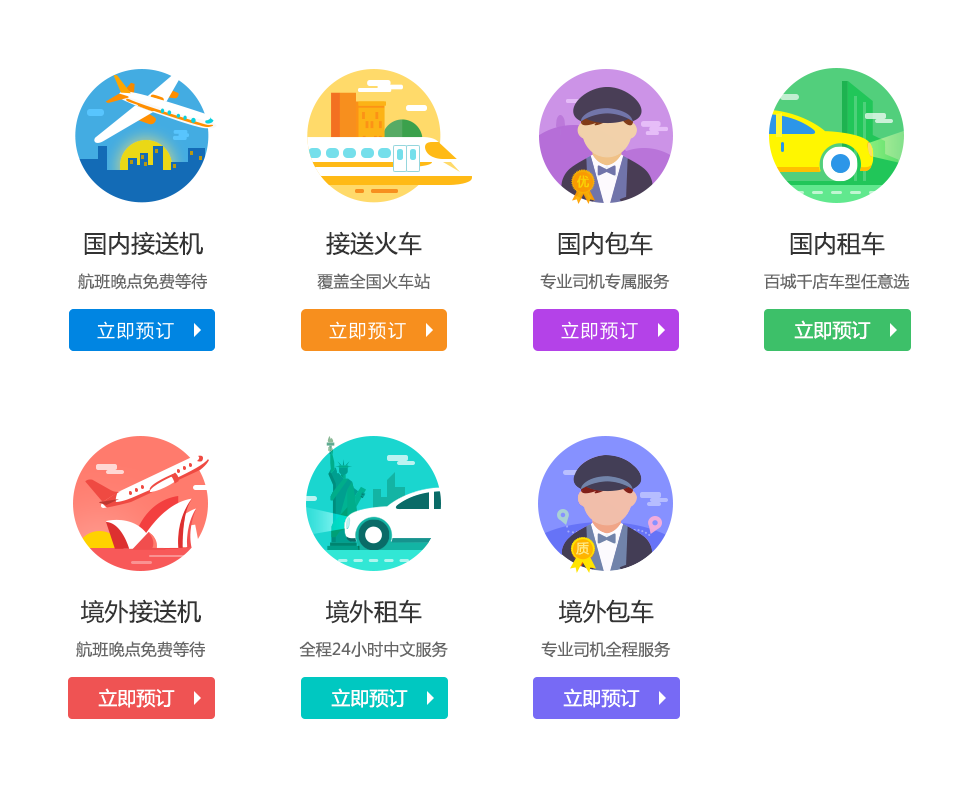 优
国内接送机
接送火车
国内包车
国内租车
航班晚点免费等待
覆盖全国火车站
专业司机专属服务
百城千店车型任意选
立即预订
立即预订
立即预订
立即预订
质
境外接送机
境外租车
境外包车
航班晚点免费等待
全程24小时中文服务
专业司机全程服务
立即预订
立即预订
立即预订